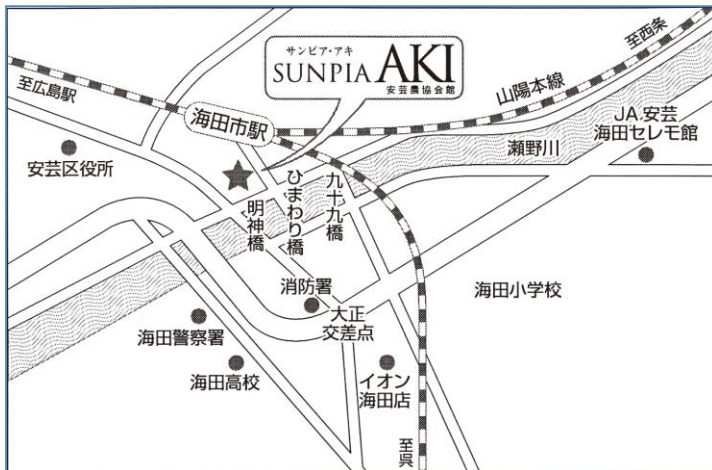 サンピア・アキ
SUNPIA AKI
安芸農協会館
至西条
至広島駅
山陽本線
海田市駅
JA.安芸
海田セレモ館
瀬野川
安芸区役所
明神橋
ひまわり橋
九十九橋
消防署
海田小学校
大正
交差点
海田警察署
海田高校
イオン
海田店
至呉